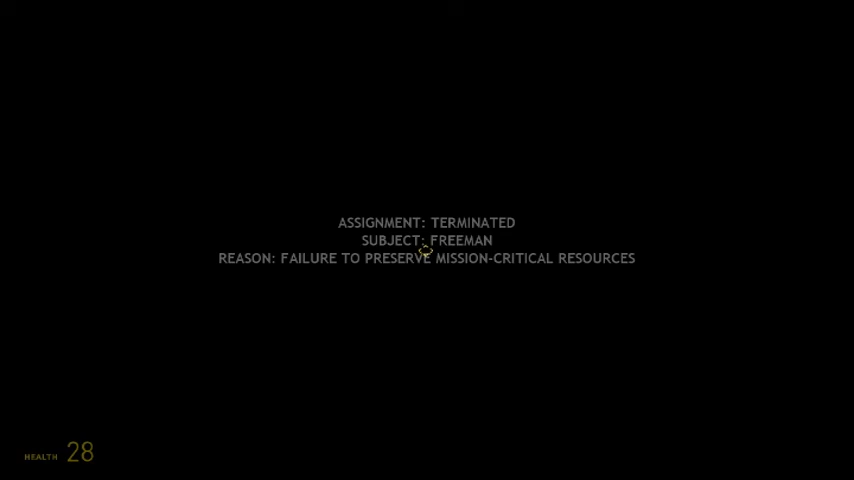 ASSIGNMENT: TERMINATED
SUBJECT: FREEMAN
REASON: FAILURE TO PRESERVE MISSION-CRITICAL RESOURCES
HEALTH 28